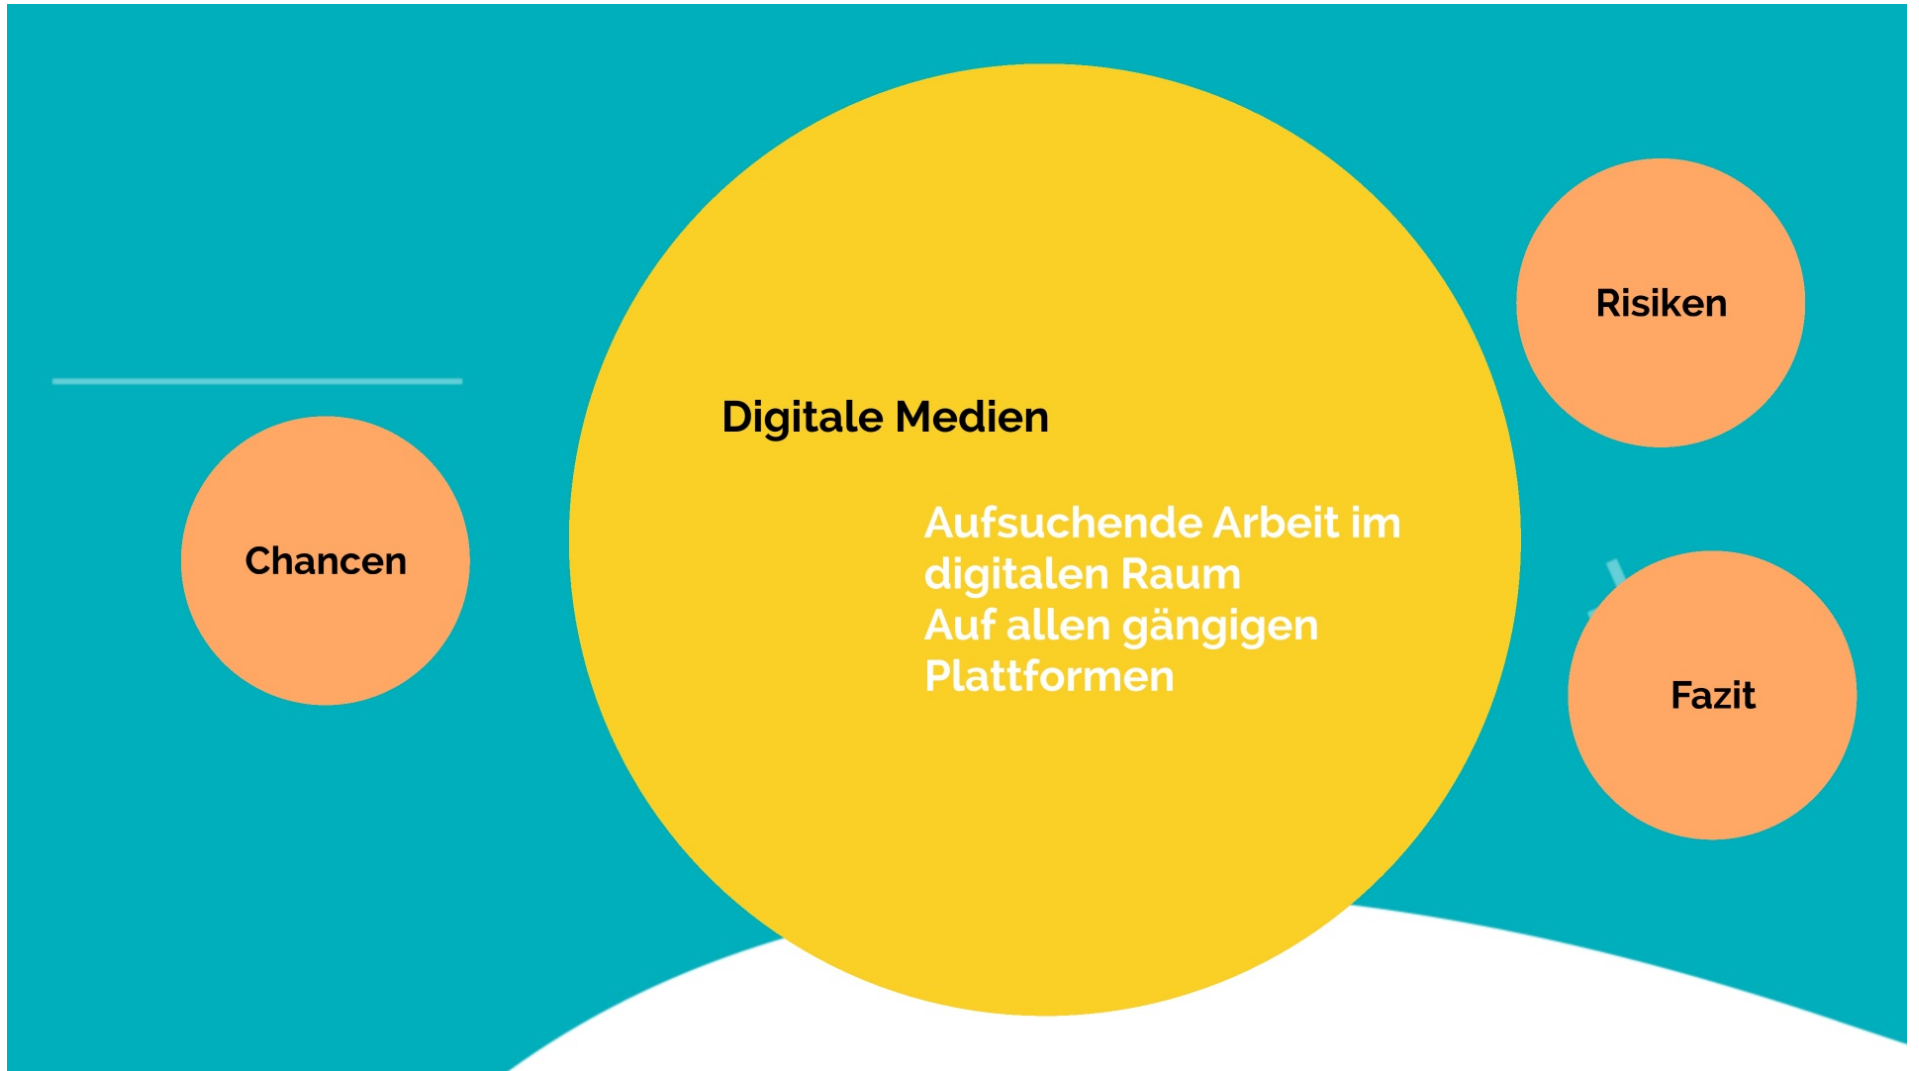 Digitale Medien
Aufsuchende Arbeit im
digitalen Raum
Auf allen gängigen
Plattformen
Chancen
Risiken
Fazit